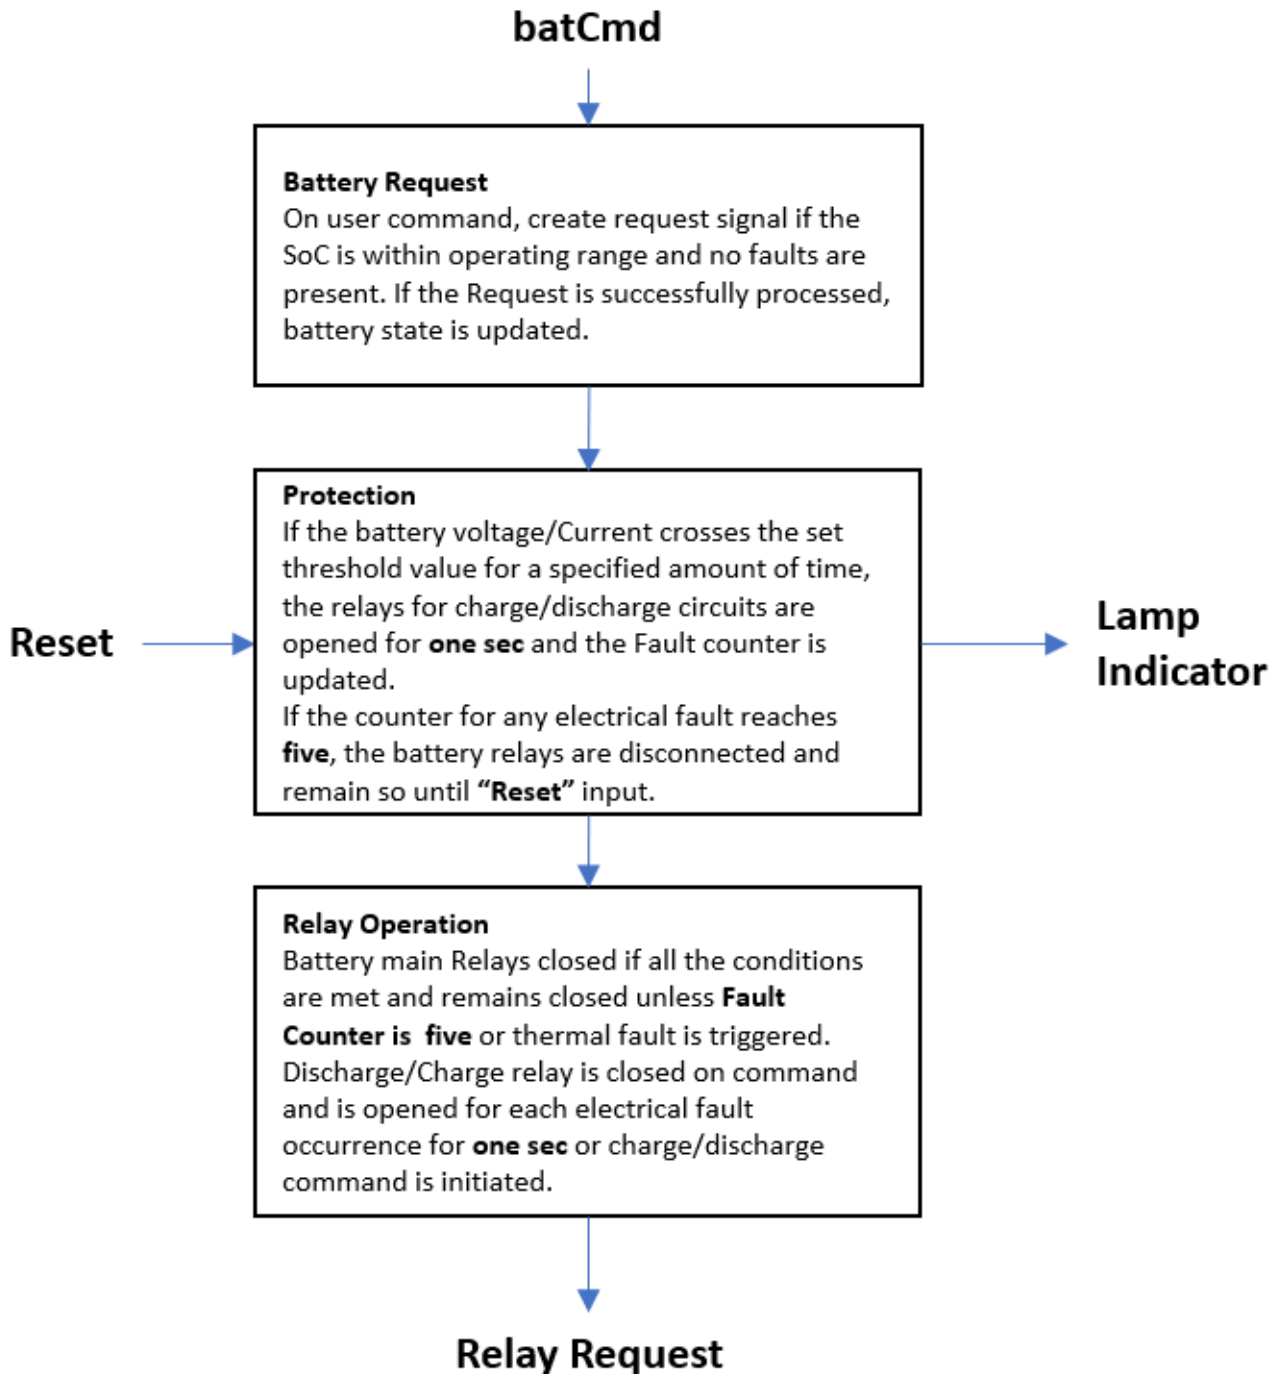 batCmd
Battery Request
On user command, create request signal if the
SoC is within operating range and no faults are
present. If the Request is successfully processed,
battery state is updated.
Protection
If the battery voltage/Current crosses the set
threshold value for a specified amount of time,
the relays for charge/discharge circuits are
opened for one sec and the Fault counter is
updated.
If the counter for any electrical fault reaches
five, the battery relays are disconnected and
remain so until “Reset” input.
Reset
Lamp
Indicator
Relay Operation
Battery main Relays closed if all the conditions
are met and remains closed unless Fault
Counter is five or thermal fault is triggered.
Discharge/Charge relay is closed on command
and is opened for each electrical fault
occurrence for one sec or charge/discharge
command is initiated.
Relay Request